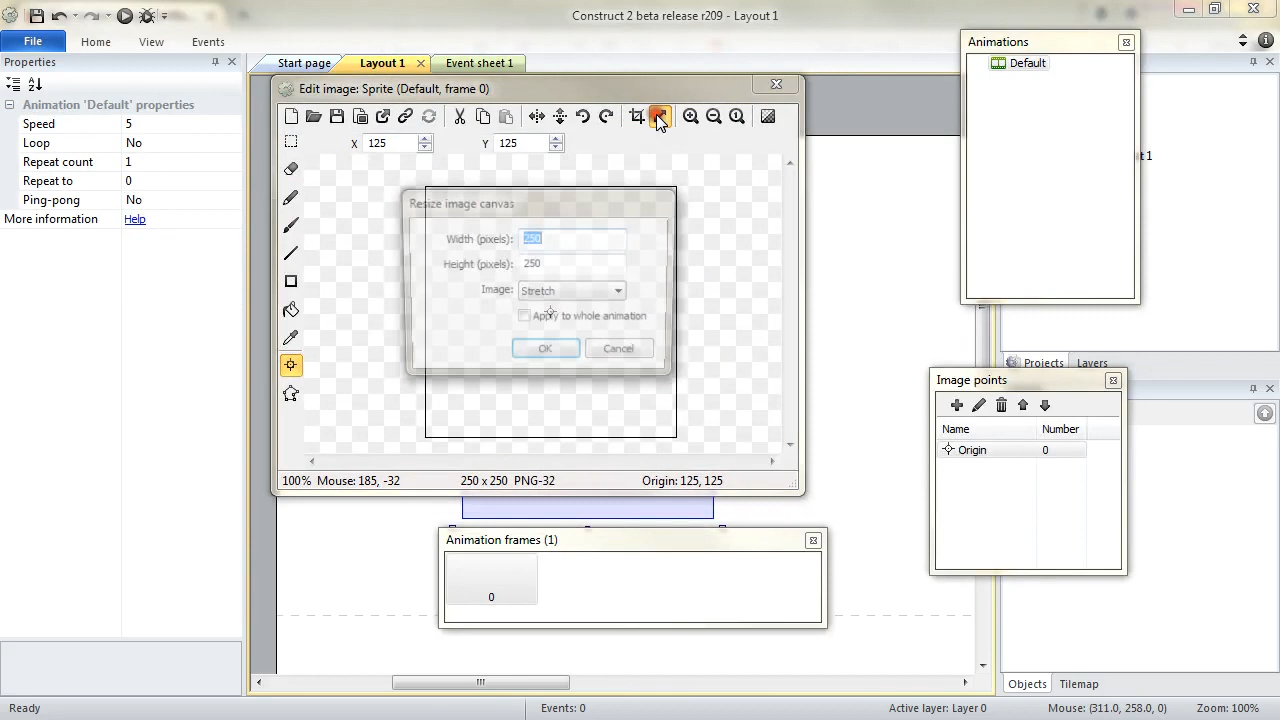 Construct 2 beta release r209 - Layout 1
File
Home
View
Events
Properties
Animation 'Default' properties
Speed 5
Loop No
Repeat count 1
Repeat to 0
Ping-pong No
More information Help
Start page
Layout 1
Event sheet 1
Edit image: Sprite (Default, frame 0)
X 125
Y 125
Resize image canvas
Width (pixels): 250
Height (pixels): 250
Image: Stretch
Apply to whole animation
OK
Cancel
100% Mouse: 185, -32
250 x 250 PNG-32
Origin: 125, 125
Animation frames (1)
0
Animations
Default
t 1
Projects
Layers
Image points
Name Number
Origin 0
Objects
Tilemap
Ready
Events: 0
Active layer: Layer 0
Mouse: (311.0, 258.0, 0)
Zoom: 100%